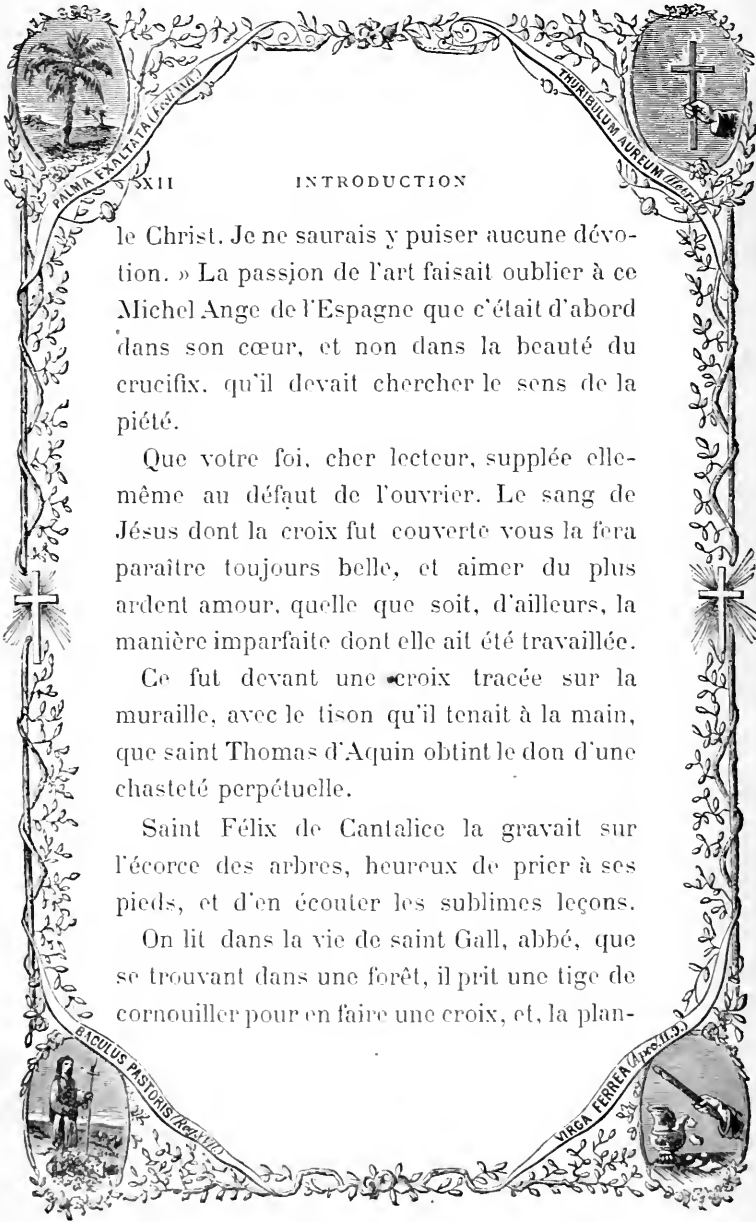 PALMA EXALTATA
THURIBULUM AUREUM
XII INTRODUCTION
le Christ. Je ne saurais y puiser aucune dévo-
tion. » La passion de l'art faisait oublier à ce
Michel Ange de l'Espagne que c'était d'abord
dans son cœur, et non dans la beauté du
crucifix. qu'il devait chercher le sens de la
piété.
Que votre foi, cher lecteur, supplée elle-
même au défaut de l'ouvrier. Le sang de
Jésus dont la croix fut couverte vous la fera
paraître toujours belle, et aimer du plus
ardent amour, quelle que soit, d'ailleurs, la
manière imparfaite dont elle ait été travaillée.
Ce fut devant une croix tracée sur la
muraille, avec le tison qu'il tenait à la main,
que saint Thomas d'Aquin obtint le don d'une
chasteté perpétuelle.
Saint Félix de Cantalice la gravait sur
l'écorce des arbres, heureux de prier à ses
pieds, et d'en écouter les sublimes leçons.
On lit dans la vie de saint Gall, abbé, que
se trouvant dans une forêt, il prit une tige de
cornouiller pour en faire une croix, et, la plan-
BACULUS PASTORIS
VIRGA FERREA (Apoc. II.